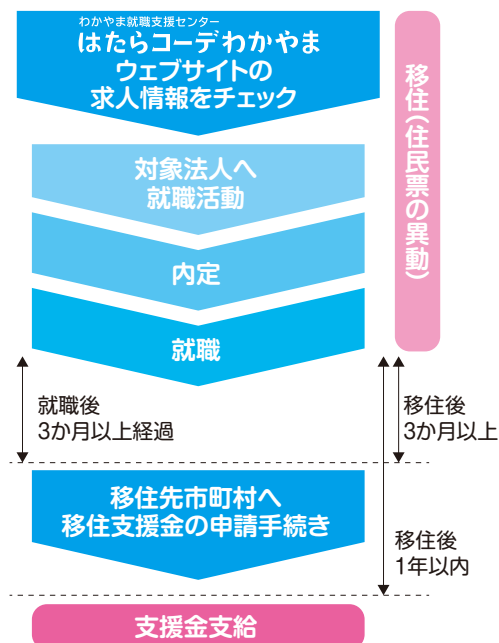 わかやま就職支援センター
はたらコーデわかやま
ウェブサイトの
求人情報をチェック
対象法人へ
就職活動
内定
就職
移住(住民票の異動)
就職後
3か月以上経過
移住後
3か月以上
移住先市町村へ
移住支援金の申請手続き
移住後
1年以内
支援金支給